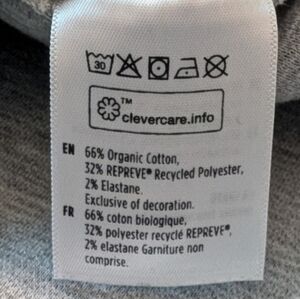 30
™
clevercare.info
EN 66% Organic Cotton,
32% REPREVE® Recycled Polyester,
2% Elastane.
Exclusive of decoration.
FR 66% coton biologique,
32% polyester recyclé REPREVE®,
2% elastane Garniture non
comprise.